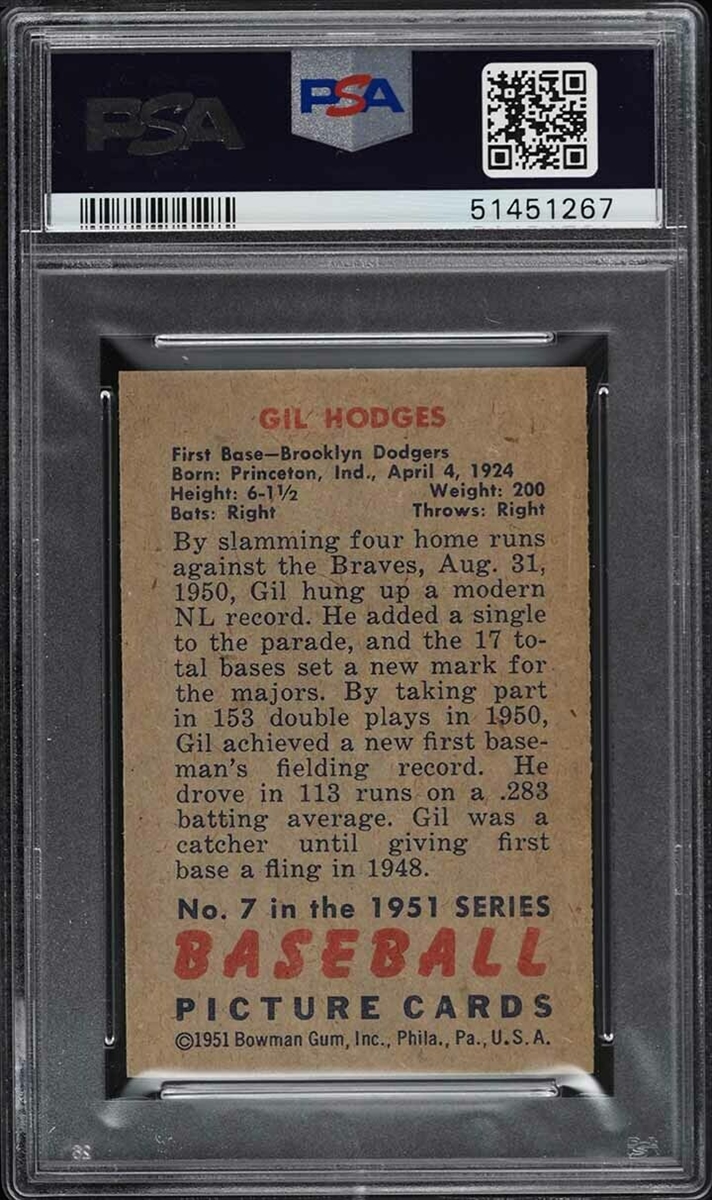 PSA PSA
51451267
GIL HODGES
First Base—Brooklyn Dodgers
Born: Princeton, Ind., April 4, 1924
Height: 6-1½ Weight: 200
Bats: Right Throws: Right
By slamming four home runs
against the Braves, Aug. 31,
1950, Gil hung up a modern
NL record. He added a single
to the parade, and the 17 to-
tal bases set a new mark for
the majors. By taking part
in 153 double plays in 1950,
Gil achieved a new first base-
man's fielding record. He
drove in 113 runs on a .283
batting average. Gil was a
catcher until giving first
base a fling in 1948.
No. 7 in the 1951 SERIES
BASEBALL
PICTURE CARDS
©1951 Bowman Gum, Inc., Phila., Pa., U.S.A.